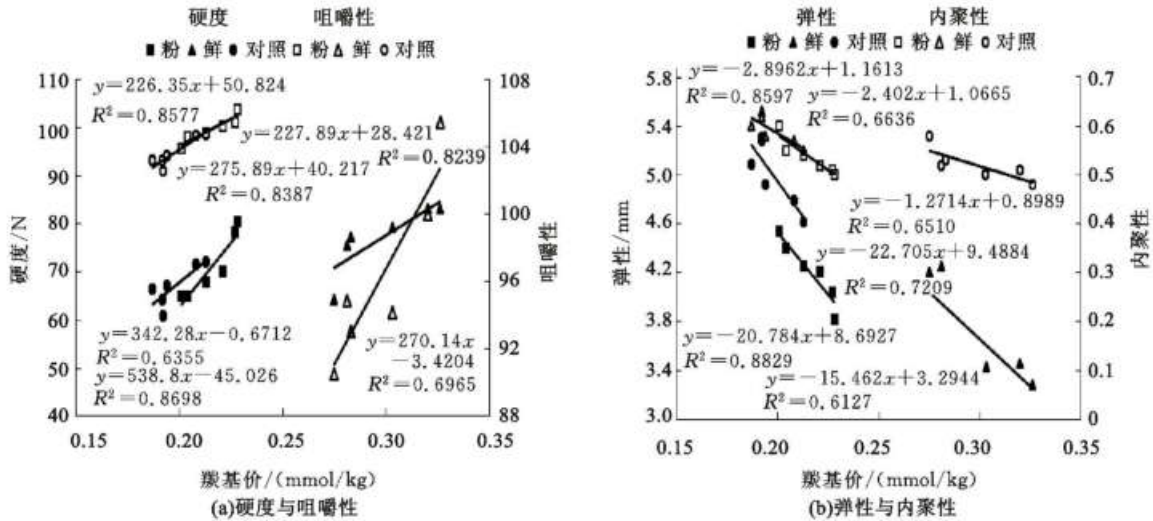 硬度 咀嚼性
■粉▲鲜●对照□粉△鲜○对照
110
100
90
80
70
60
50
40
硬度/N
108
104
100
96
92
88
咀嚼性
y=226.35x+50.824
R²=0.8577
y=227.89x+28.421
R²=0.8239
y=275.89x+40.217
R²=0.8387
y=342.28x-0.6712
R²=0.6355
y=538.8x-45.026
R²=0.8698
y=270.14x
-3.4204
R²=0.6965
0.15 0.20 0.25 0.30 0.35
羰基价/(mmol/kg)
(a)硬度与咀嚼性
弹性 内聚性
■粉▲鲜●对照□粉△鲜○对照
5.8
5.4
5.0
4.6
4.2
3.8
3.4
3.0
弹性/mm
0.7
0.6
0.5
0.4
0.3
0.2
0.1
0
内聚性
y=-2.8962x+1.1613
R²=0.8597
y=-2.402x+1.0665
R²=0.6636
y=-1.2714x+0.8989
R²=0.6510
y=-22.705x+9.4884
R²=0.7209
y=-20.784x+8.6927
R²=0.8829
y=-15.462x+3.2944
R²=0.6127
0.15 0.20 0.25 0.30 0.35
羰基价/(mmol/kg)
(b)弹性与内聚性